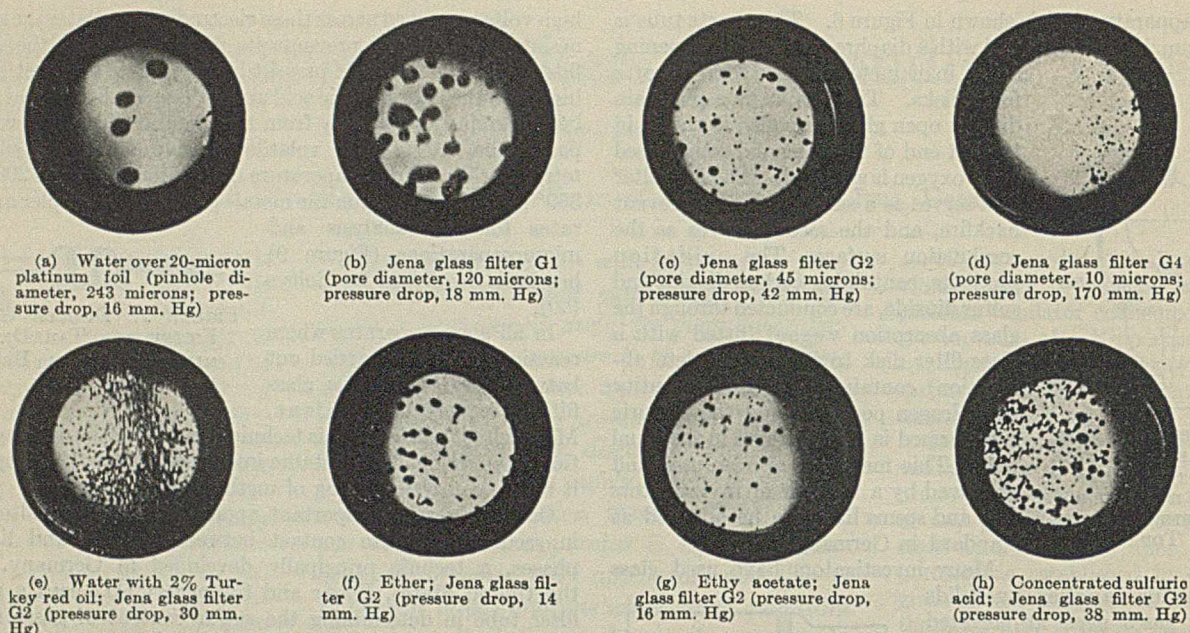 (a) Water over 20-micron
platinum foil (pinhole di-
ameter, 243 microns; pres-
sure drop, 16 mm. Hg)
(b) Jena glass filter G1
(pore diameter, 120 microns;
pressure drop, 18 mm. Hg)
(c) Jena glass filter G2
(pore diameter, 45 microns;
pressure drop, 42 mm. Hg)
(d) Jena glass filter G4
(pore diameter, 10 microns;
pressure drop, 170 mm. Hg)
(e) Water with 2% Tur-
key red oil; Jena glass filter
G2 (pressure drop, 30 mm.
Hg)
(f) Ether; Jena glass fil-
ter G2 (pressure drop, 14
mm. Hg)
(g) Ethy acetate; Jena
glass filter G2 (pressure drop,
16 mm. Hg)
(h) Concentrated sulfuric
acid; Jena glass filter G2
(pressure drop, 38 mm. Hg)